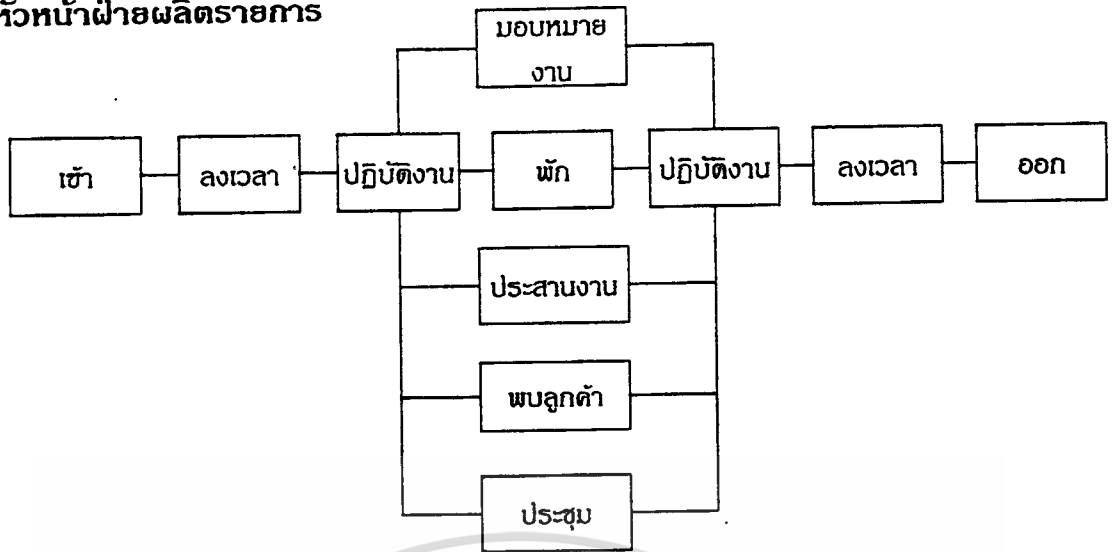 หัวหน้าฝ่ายผลิตรายการ
มอบหมาย
งาน
เข้า
ลงเวลา
ปฏิบัติงาน
พัก
ปฏิบัติงาน
ลงเวลา
ออก
ประสานงาน
พบลูกค้า
ประชุม